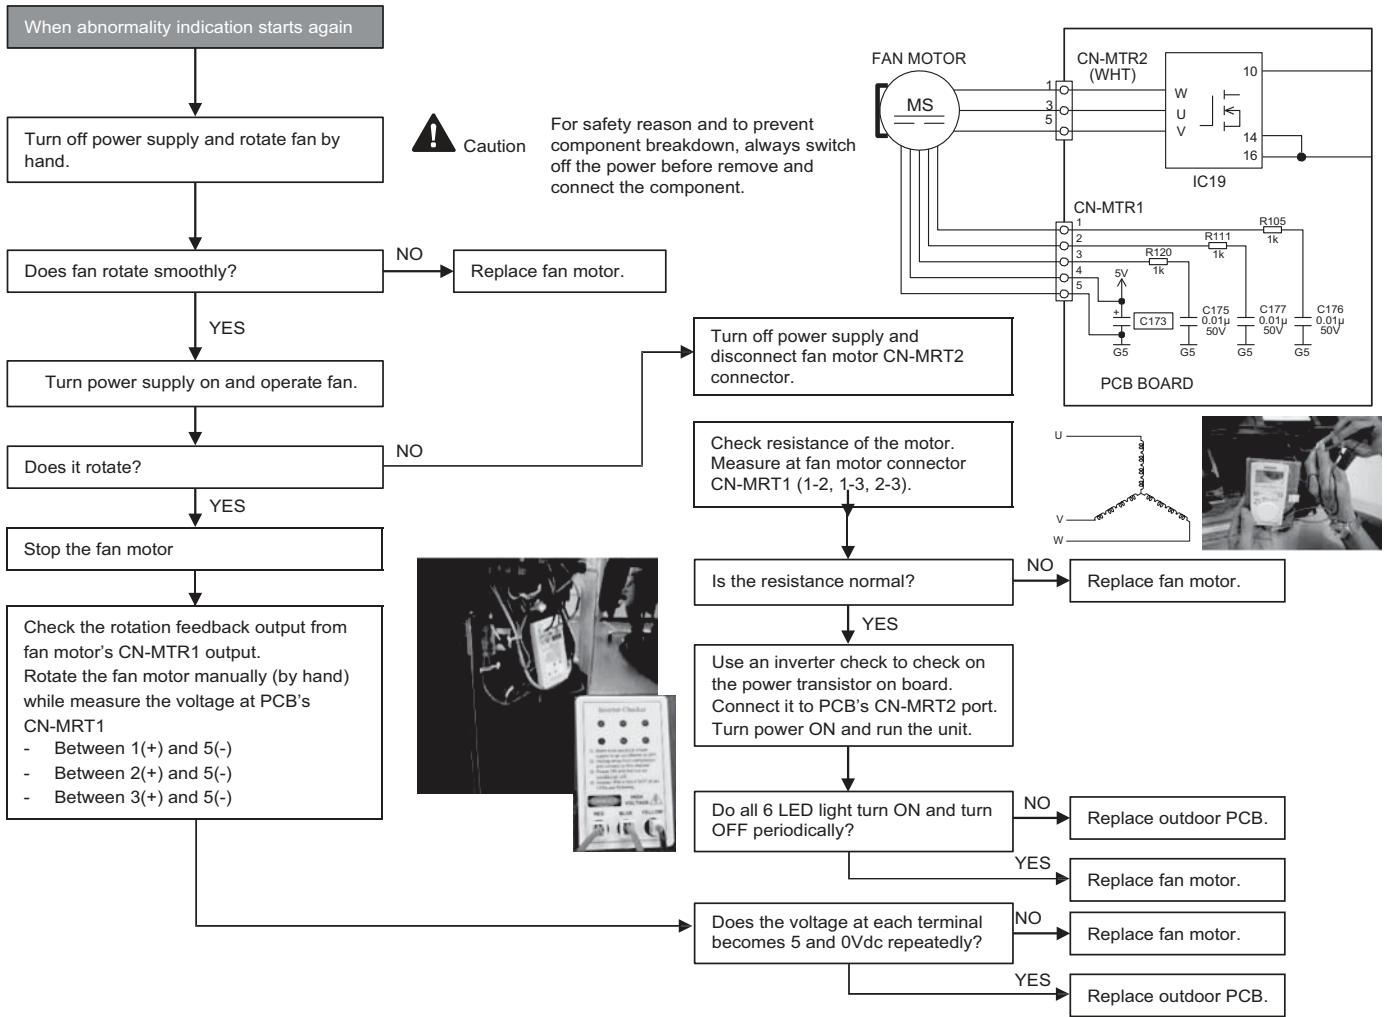 When abnormality indication starts again
Turn off power supply and rotate fan by
hand.
Caution
For safety reason and to prevent
component breakdown, always switch
off the power before remove and
connect the component.
Does fan rotate smoothly?
NO
Replace fan motor.
YES
Turn power supply on and operate fan.
Does it rotate?
NO
YES
Stop the fan motor
Check the rotation feedback output from
fan motor's CN-MTR1 output.
Rotate the fan motor manually (by hand)
while measure the voltage at PCB's
CN-MRT1
- Between 1(+) and 5(-)
- Between 2(+) and 5(-)
- Between 3(+) and 5(-)
Turn off power supply and
disconnect fan motor CN-MRT2
connector.
Check resistance of the motor.
Measure at fan motor connector
CN-MRT1 (1-2, 1-3, 2-3).
Is the resistance normal?
NO
Replace fan motor.
YES
Use an inverter check to check on
the power transistor on board.
Connect it to PCB's CN-MRT2 port.
Turn power ON and run the unit.
Do all 6 LED light turn ON and turn
OFF periodically?
NO
Replace outdoor PCB.
YES
Replace fan motor.
Does the voltage at each terminal
becomes 5 and 0Vdc repeatedly?
NO
Replace fan motor.
YES
Replace outdoor PCB.
FAN MOTOR
MS
CN-MTR2
(WHT)
1
3
5
W
U
V
10
14
16
IC19
CN-MTR1
1
2
3
4
5
R105
1k
R111
1k
R120
1k
5V
+
C173
C175
0.01µ
50V
C177
0.01µ
50V
C176
0.01µ
50V
G5
G5
G5
G5
PCB BOARD
U
V
W
Inverter Checker
HIGH
VOLTAGE
RED
BLUE
YELLOW